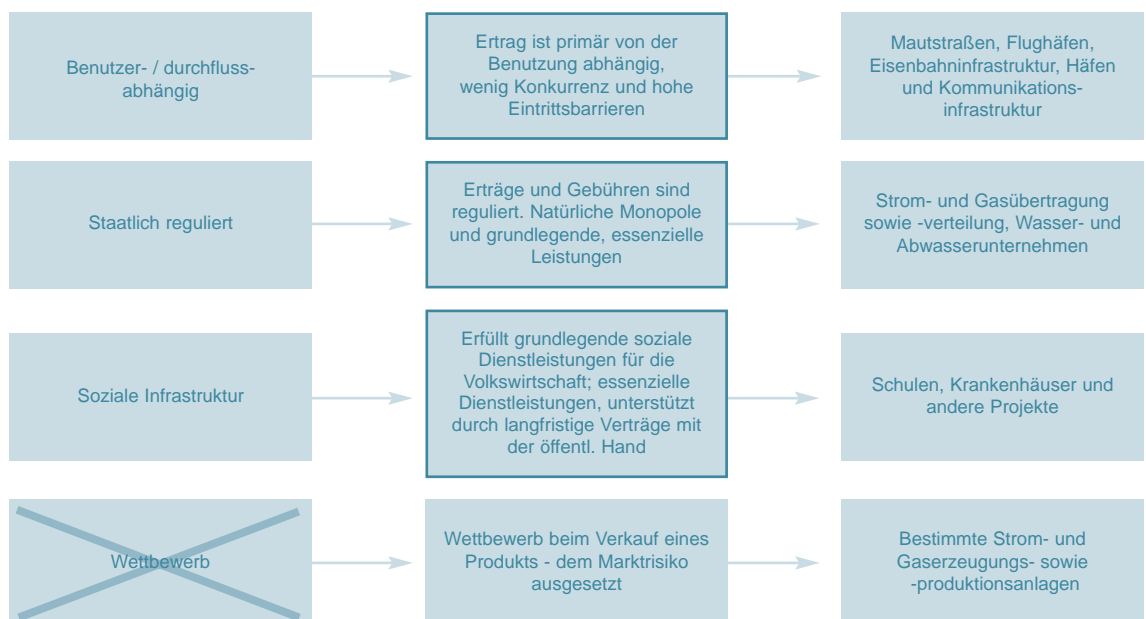 Benutzer- / durchfluss-
abhängig
Ertrag ist primär von der
Benutzung abhängig,
wenig Konkurrenz und hohe
Eintrittsbarrieren
Mautstraßen, Flughäfen,
Eisenbahninfrastruktur, Häfen
und Kommunikations-
infrastruktur
Staatlich reguliert
Erträge und Gebühren sind
reguliert. Natürliche Monopole
und grundlegende, essenzielle
Leistungen
Strom- und Gasübertragung
sowie -verteilung, Wasser- und
Abwasserunternehmen
Soziale Infrastruktur
Erfüllt grundlegende soziale
Dienstleistungen für die
Volkswirtschaft; essenzielle
Dienstleistungen, unterstützt
durch langfristige Verträge mit
der öffentl. Hand
Schulen, Krankenhäuser und
andere Projekte
Wettbewerb
Wettbewerb beim Verkauf eines
Produkts - dem Marktrisiko
ausgesetzt
Bestimmte Strom- und
Gaserzeugungs- sowie
-produktionsanlagen